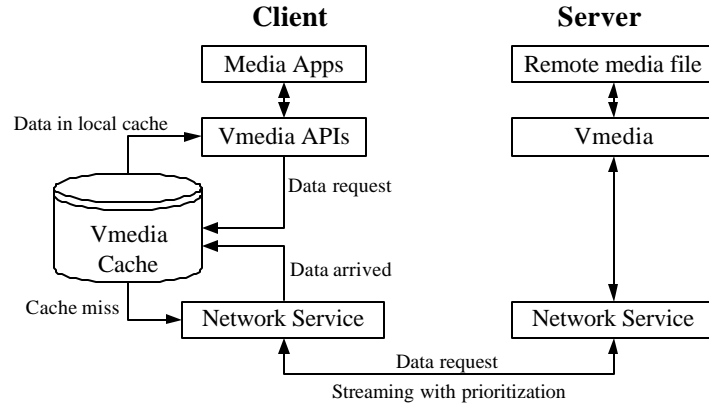 Client
Server
Media Apps
Remote media file
Data in local cache
Vmedia APIs
Vmedia
Data request
Vmedia
Cache
Data arrived
Cache miss
Network Service
Network Service
Data request
Streaming with prioritization